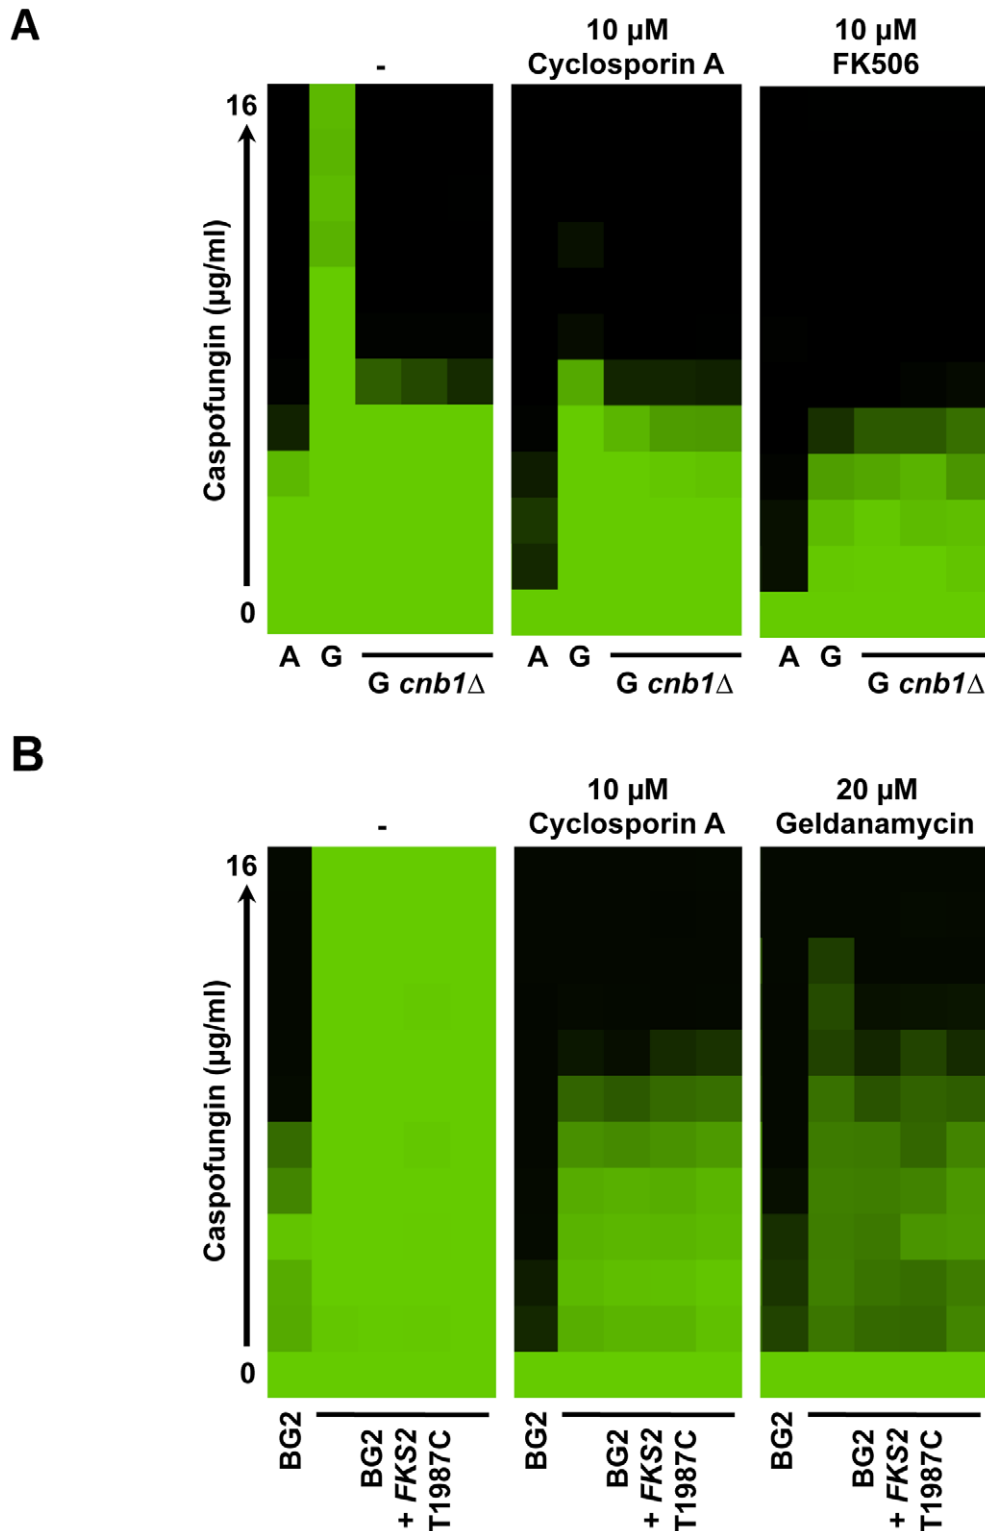 A
-
10 µM
Cyclosporin A
10 µM
FK506
16
Caspofungin (µg/ml)
0
A G
G cnb1Δ
A G
G cnb1Δ
A G
G cnb1Δ
B
-
10 µM
Cyclosporin A
20 µM
Geldanamycin
16
Caspofungin (µg/ml)
0
BG2
BG2
+ FKS2
T1987C
BG2
BG2
+ FKS2
T1987C
BG2
BG2
+ FKS2
T1987C